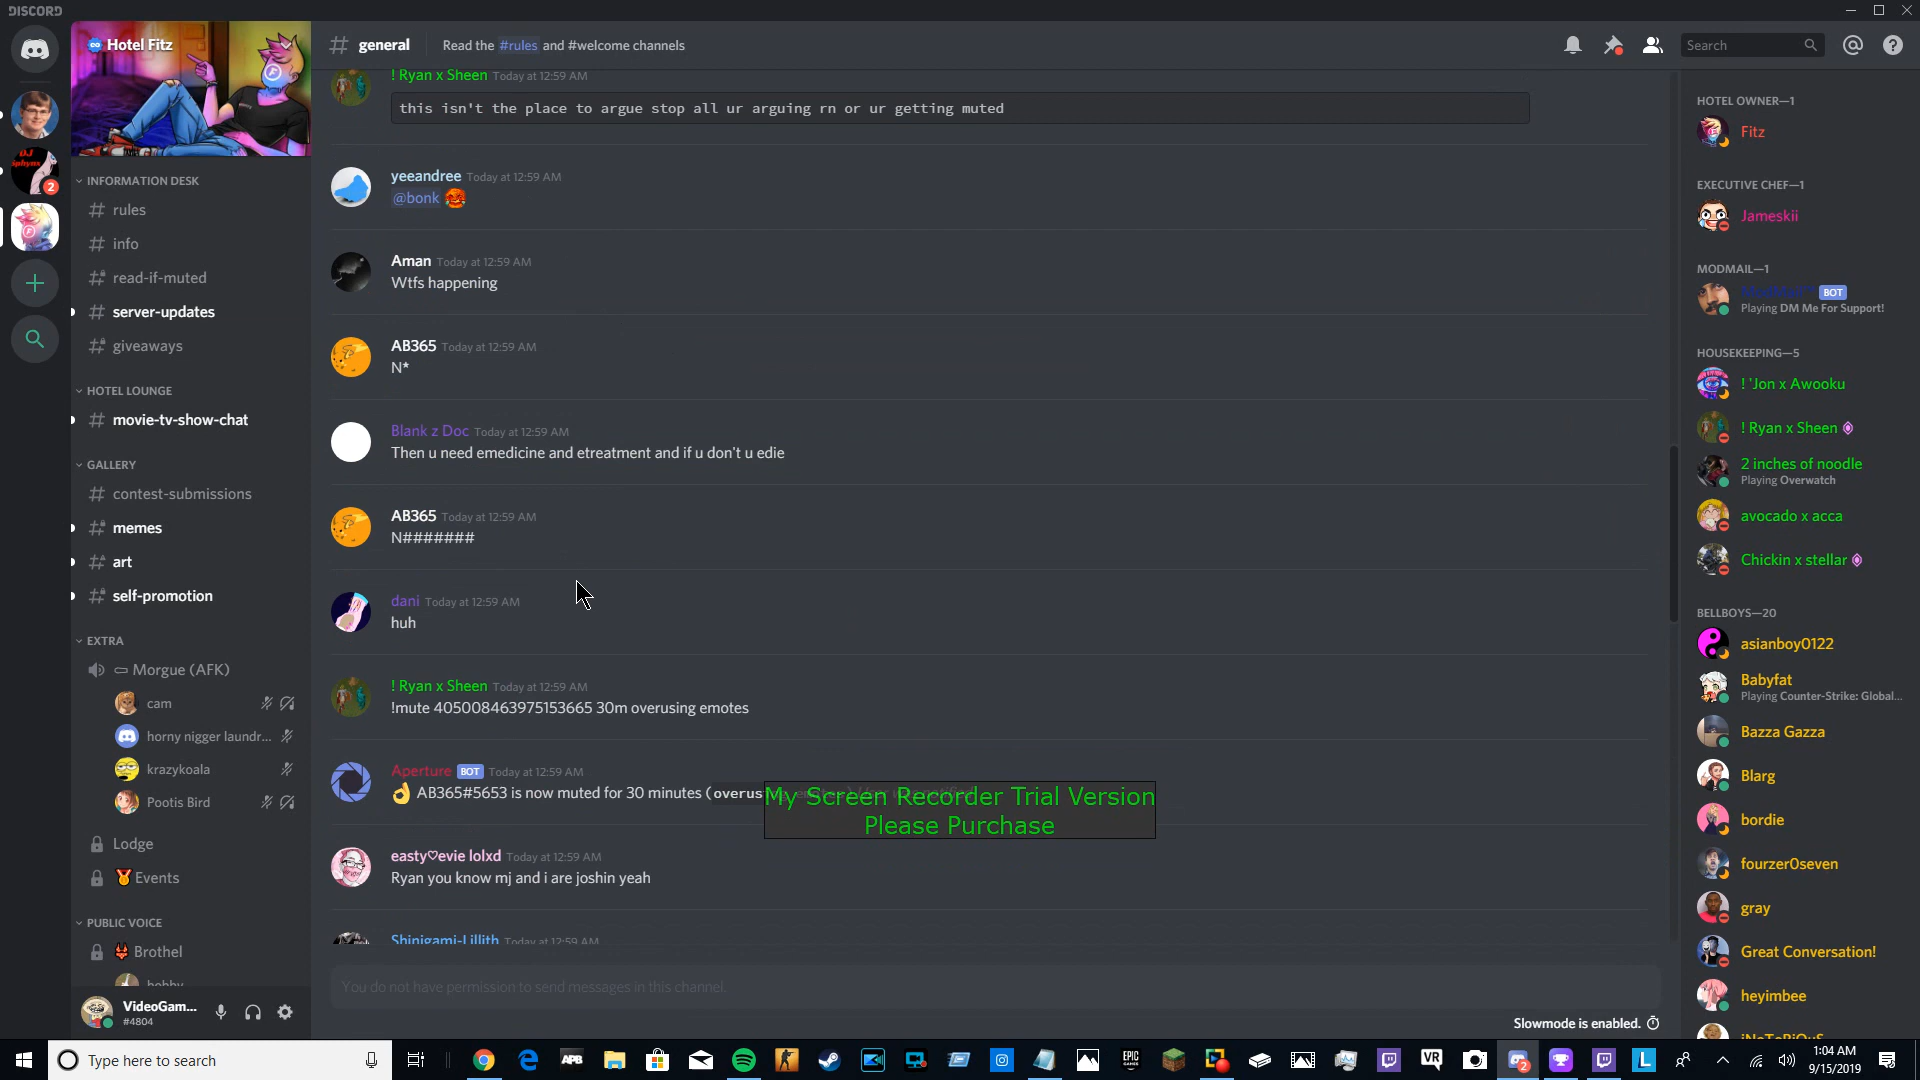 DISCORD
Hotel Fitz
INFORMATION DESK
rules
info
read-if-muted
server-updates
giveaways
HOTEL LOUNGE
movie-tv-show-chat
GALLERY
contest-submissions
memes
art
self-promotion
EXTRA
Morgue (AFK)
cam
horny nigger laundr...
krazykoala
Pootis Bird
Lodge
Events
PUBLIC VOICE
Brothel
bobby
VideoGam...
#4804
DJ
Sphynx
2
# general
Read the #rules and #welcome channels
Search
! Ryan x Sheen Today at 12:59 AM
this isn't the place to argue stop all ur arguing rn or ur getting muted
yeeandree Today at 12:59 AM
@bonk
Aman Today at 12:59 AM
Wtfs happening
AB365 Today at 12:59 AM
N*
Blank z Doc Today at 12:59 AM
Then u need emedicine and etreatment and if u don't u edie
AB365 Today at 12:59 AM
N#######
dani Today at 12:59 AM
huh
! Ryan x Sheen Today at 12:59 AM
!mute 405008463975153665 30m overusing emotes
Aperture BOT Today at 12:59 AM
AB365#5653 is now muted for 30 minutes (overus
My Screen Recorder Trial Version
Please Purchase
easty♡evie lolxd Today at 12:59 AM
Ryan you know mj and i are joshin yeah
Shinigami-Lillith Today at 12:59 AM
You do not have permission to send messages in this channel.
Slowmode is enabled.
HOTEL OWNER—1
Fitz
EXECUTIVE CHEF—1
Jameskii
MODMAIL—1
BOT
Playing DM Me For Support!
HOUSEKEEPING—5
! 'Jon x Awooku
! Ryan x Sheen
2 inches of noodle
Playing Overwatch
avocado x acca
Chickin x stellar
BELLBOYS—20
asianboy0122
Babyfat
Playing Counter-Strike: Global...
Bazza Gazza
Blarg
bordie
fourzer0seven
gray
Great Conversation!
heyimbee
Type here to search
APB
EPIC GAMES
VR
2
L
1:04 AM
9/15/2019